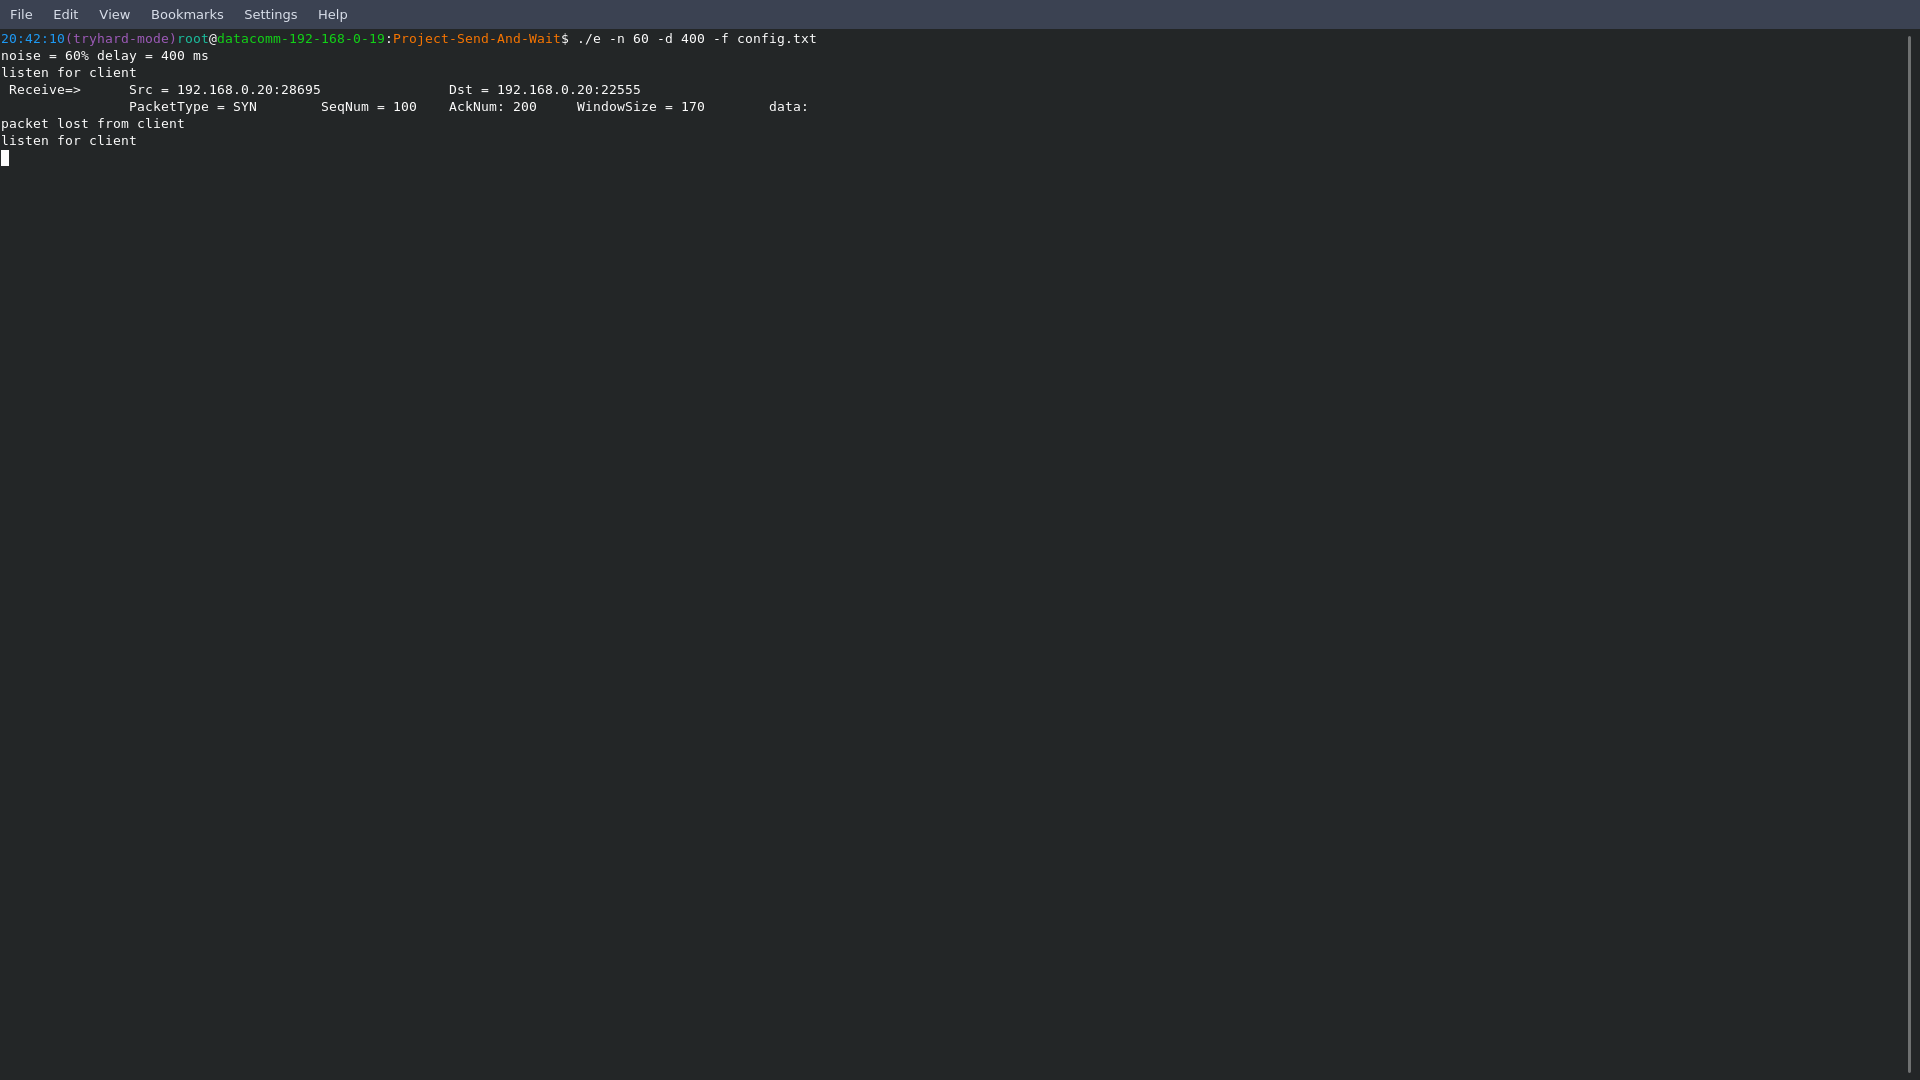 File Edit View Bookmarks Settings Help
20:42:10(tryhard-mode)root@datacomm-192-168-0-19:Project-Send-And-Wait$ ./e -n 60 -d 400 -f config.txt
noise = 60% delay = 400 ms
listen for client
 Receive=>      Src = 192.168.0.20:28695                Dst = 192.168.0.20:22555
                PacketType = SYN        SeqNum = 100    AckNum: 200     WindowSize = 170        data:
packet lost from client
listen for client